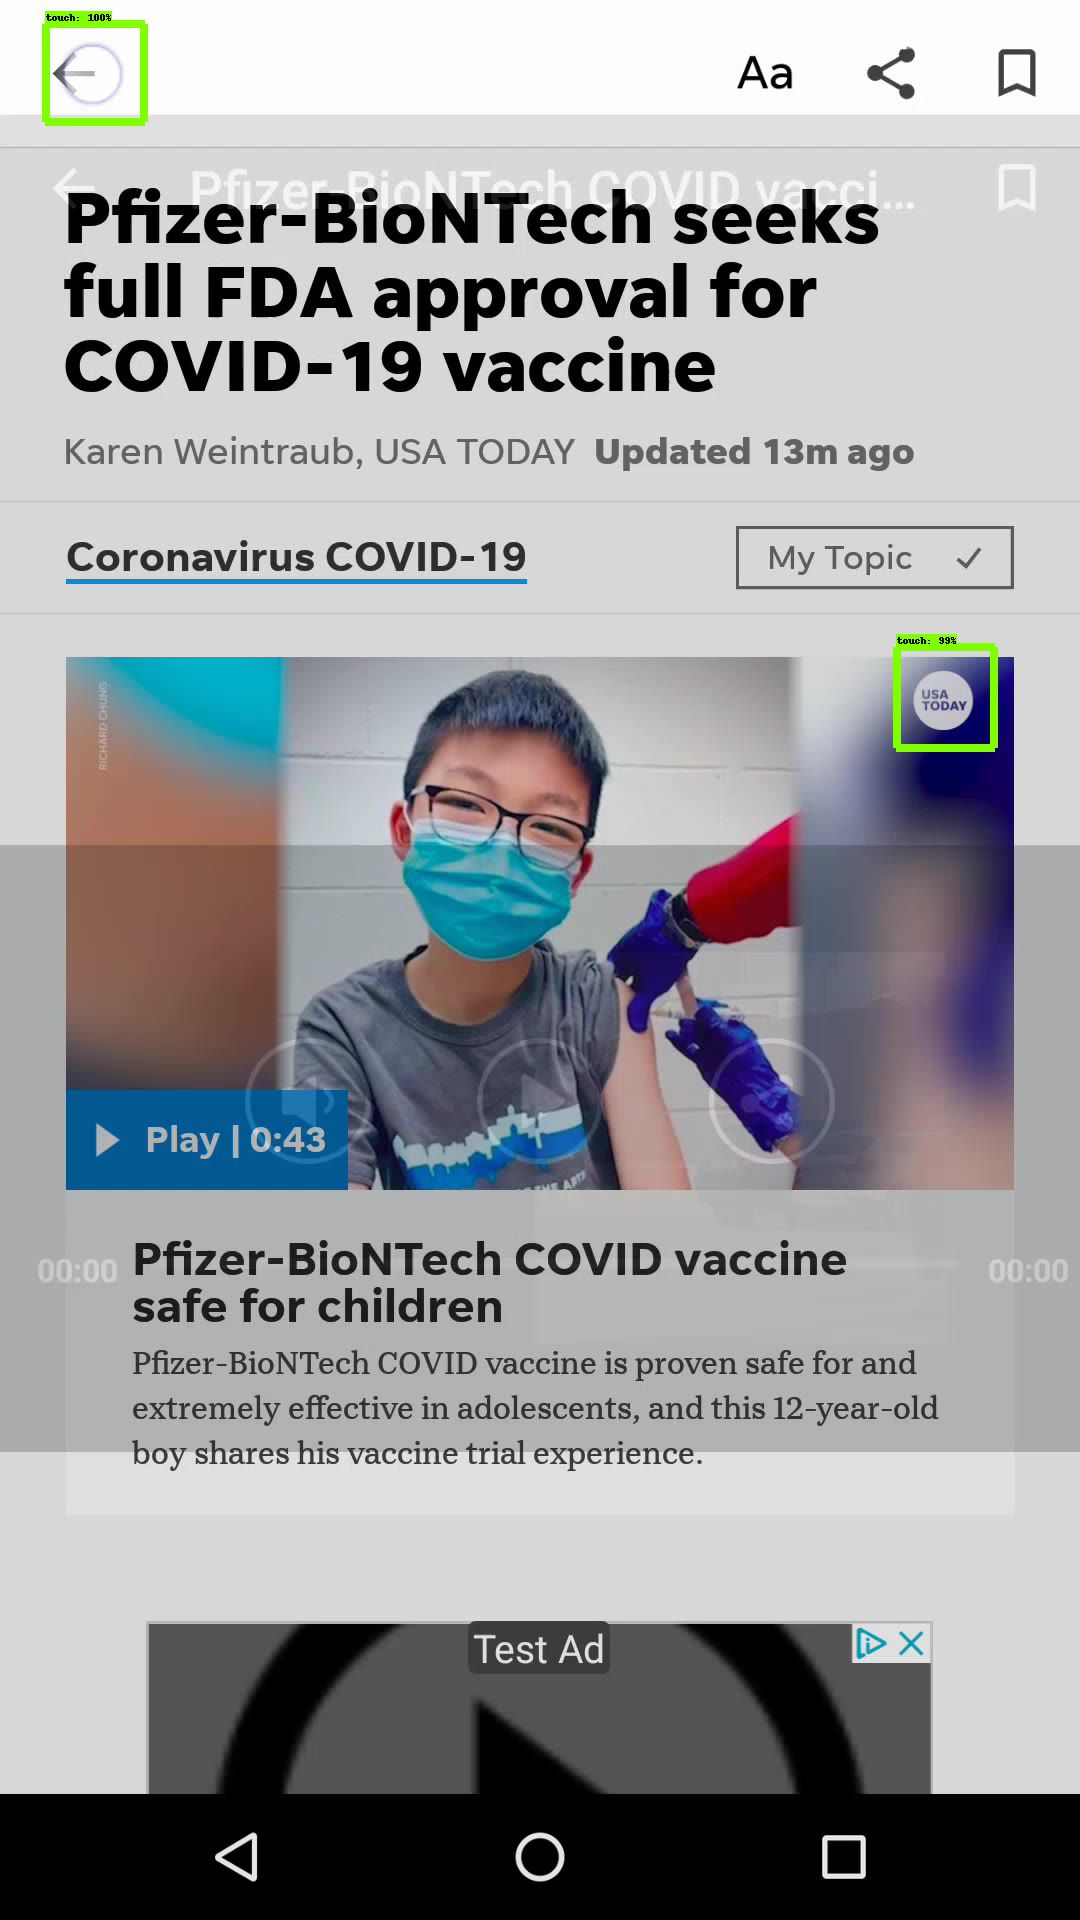 touch: 100%
Aa
Pfizer-BioNTech COVID vacci...
Pfizer-BioNTech seeks
full FDA approval for
COVID-19 vaccine
Karen Weintraub, USA TODAY Updated 13m ago
Coronavirus COVID-19
My Topic
touch: 99%
RICHARD CHUNG
USA
TODAY
Play | 0:43
00:00
00:00
Pfizer-BioNTech COVID vaccine
safe for children
Pfizer-BioNTech COVID vaccine is proven safe for and
extremely effective in adolescents, and this 12-year-old
boy shares his vaccine trial experience.
Test Ad